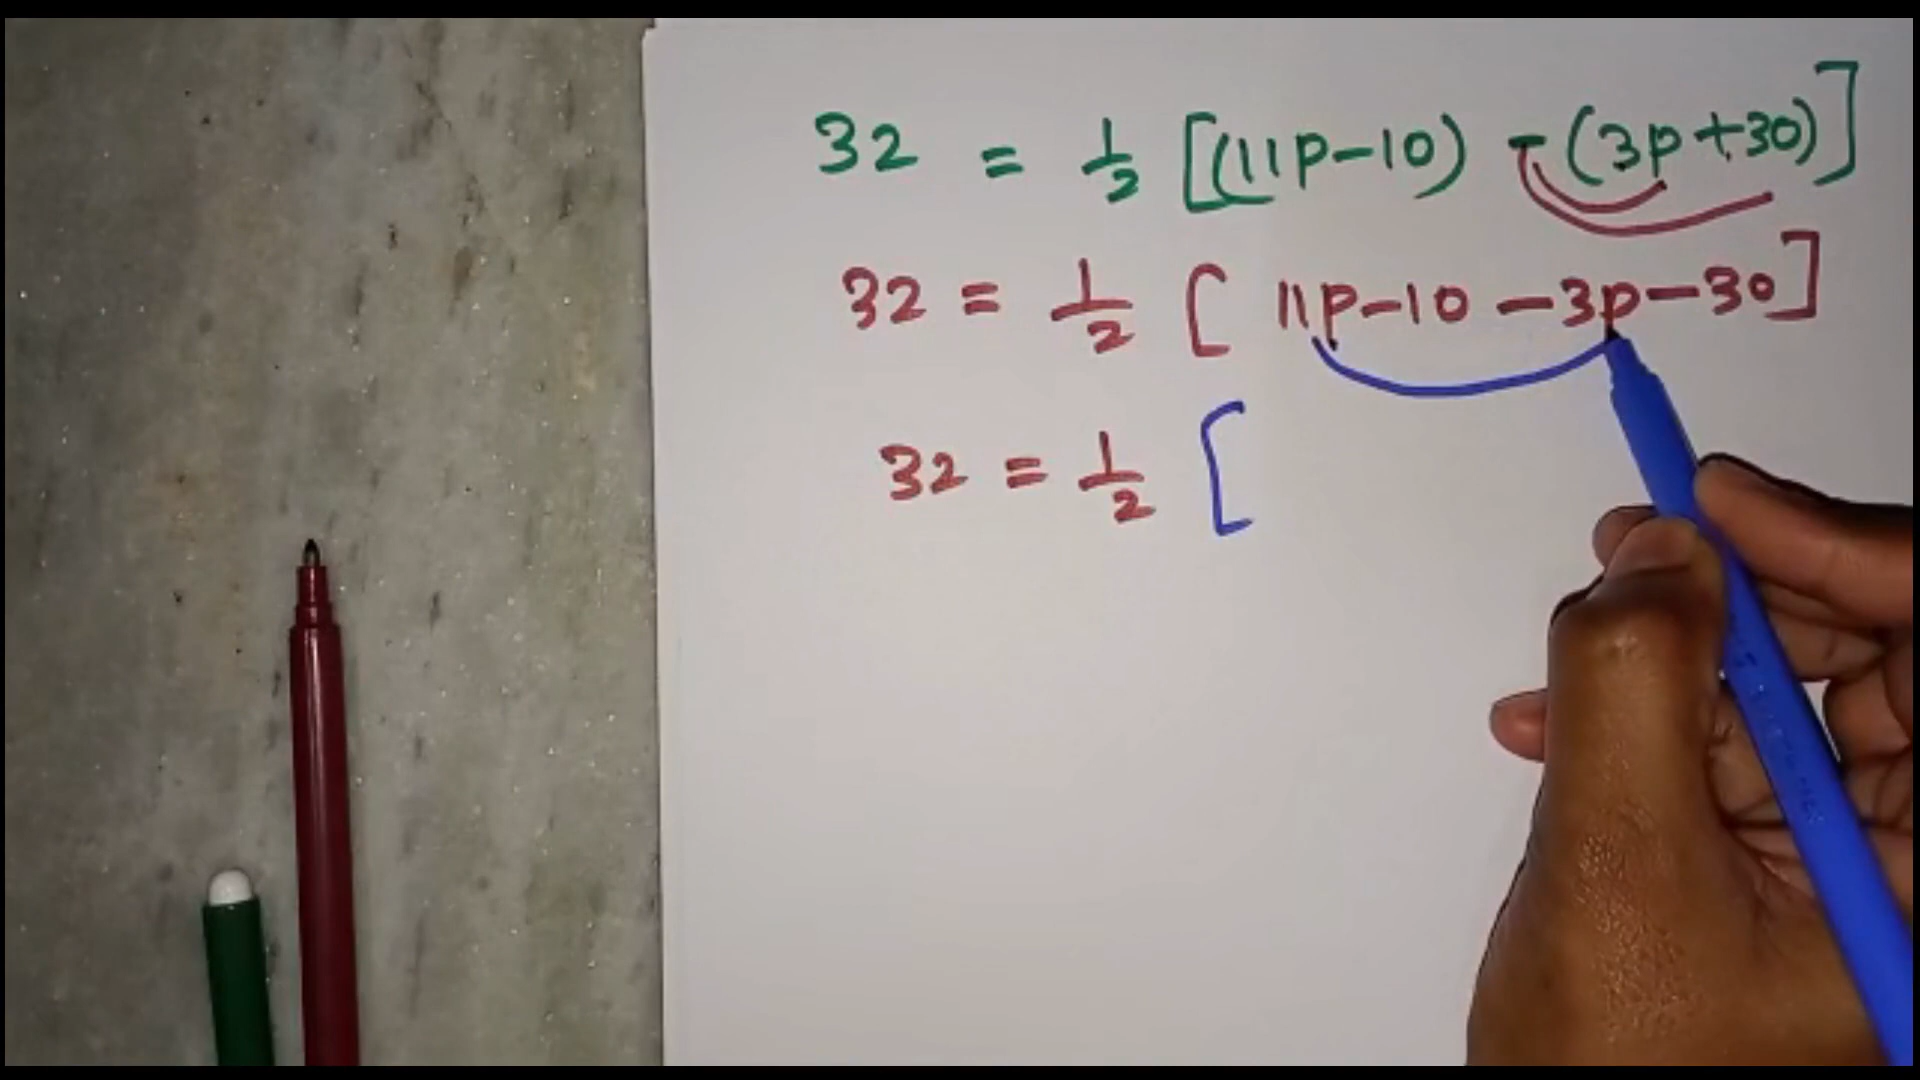 32 = 1/2 [(11p-10) - (3p+30)]
32 = 1/2 [ 11p-10 -3p-30]
32 = 1/2 [